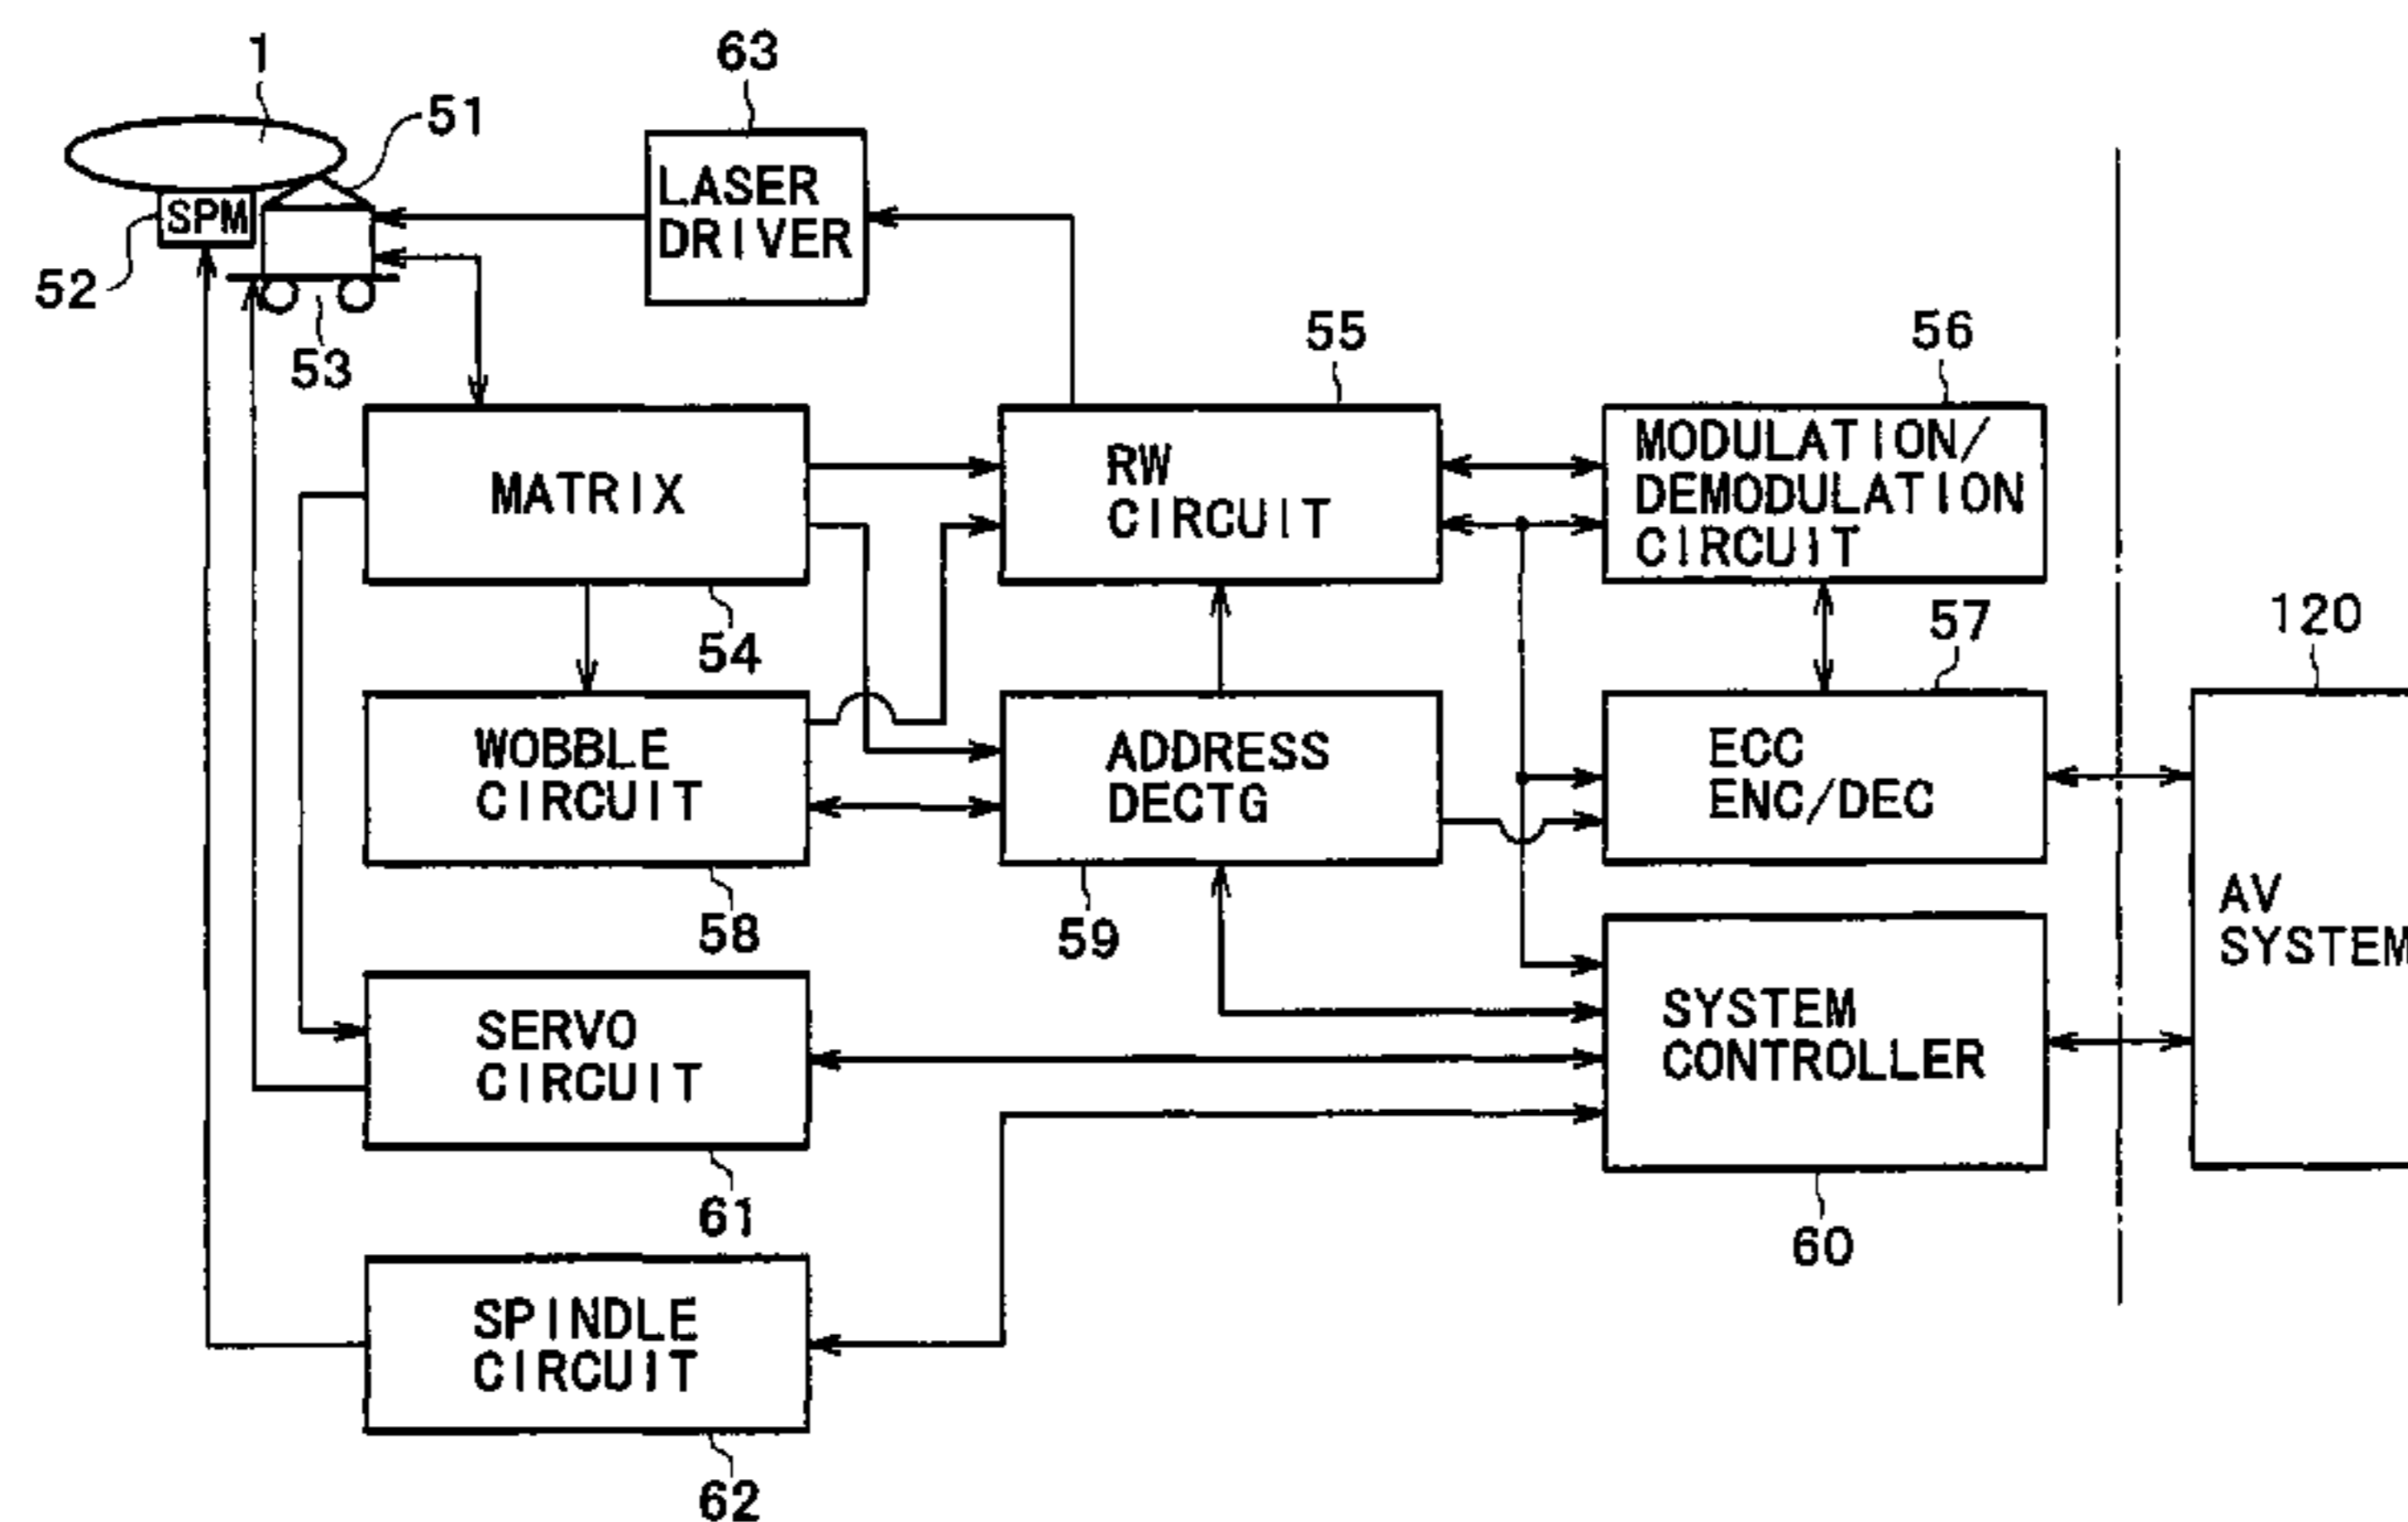 1
63
51
LASER
DRIVER
SPM
52
53
55
56
MATRIX
RW
CIRCUIT
MODULATION/
DEMODULATION
CIRCUIT
54
57
120
WOBBLE
CIRCUIT
ADDRESS
DECTG
ECC
ENC/DEC
58
59
AV
SYSTEM
SERVO
CIRCUIT
SYSTEM
CONTROLLER
61
60
SPINDLE
CIRCUIT
62